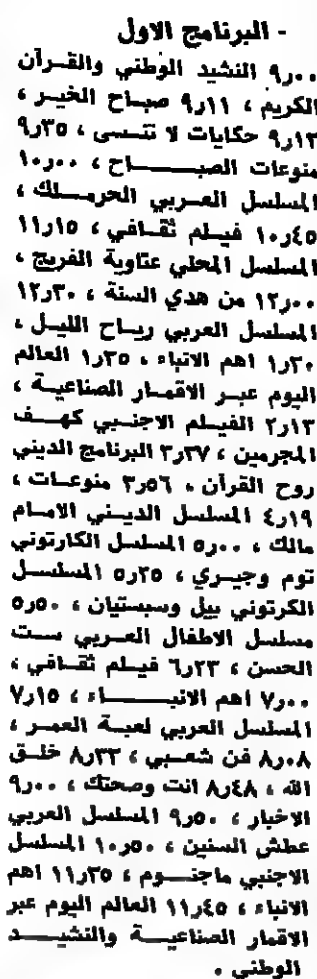 - البرنامج الاول
٩٫٠٠ النشيد الوطني والقرآن
الكريم ، ٩٫١١ صباح الخير ،
٩٫١٣ حكايات لا تنسى ، ٩٫٣٥
منوعات الصباح ، ١٠٫٠٠
المسلسل العربي الحرملك ،
١٠٫٤٥ فيلم ثقافي ، ١١٫١٥
المسلسل المحلي عتاوية الفريج ،
١٢٫٠٠ من هدي السنة ، ١٢٫٣٠
المسلسل العربي رياح الليل ،
١٫٣٠ اهم الانباء ، ١٫٣٥ العالم
اليوم عبر الاقمار الصناعية ،
٢٫١٣ الفيلم الاجنبي كهف
المجرمين ، ٣٫٣٧ البرنامج الديني
روح القرآن ، ٣٫٥٦ منوعات ،
٤٫١٩ المسلسل الديني الامام
مالك ، ٥٫٠٠ المسلسل الكارتوني
توم وجيري ، ٥٫٢٥ المسلسل
الكرتوني بيل وسبستيان ، ٥٫٥٠
مسلسل الاطفال العربي ست
الحسن ، ٦٫٢٣ فيلم ثقافي ،
٧٫٠٠ اهم الانباء ، ٧٫١٥
المسلسل العربي لعبة العمر ،
٨٫٠٨ فن شعبي ، ٨٫٣٣ خلق
الله ، ٨٫٤٨ انت وصحتك ، ٩٫٠٠
الاخبار ، ٩٫٥٠ المسلسل العربي
عطش السنين ، ١٠٫٥٠ المسلسل
الاجنبي ماجنوم ، ١١٫٣٥ اهم
الانباء ، ١١٫٤٥ العالم اليوم عبر
الاقمار الصناعية والنشيد
الوطني .